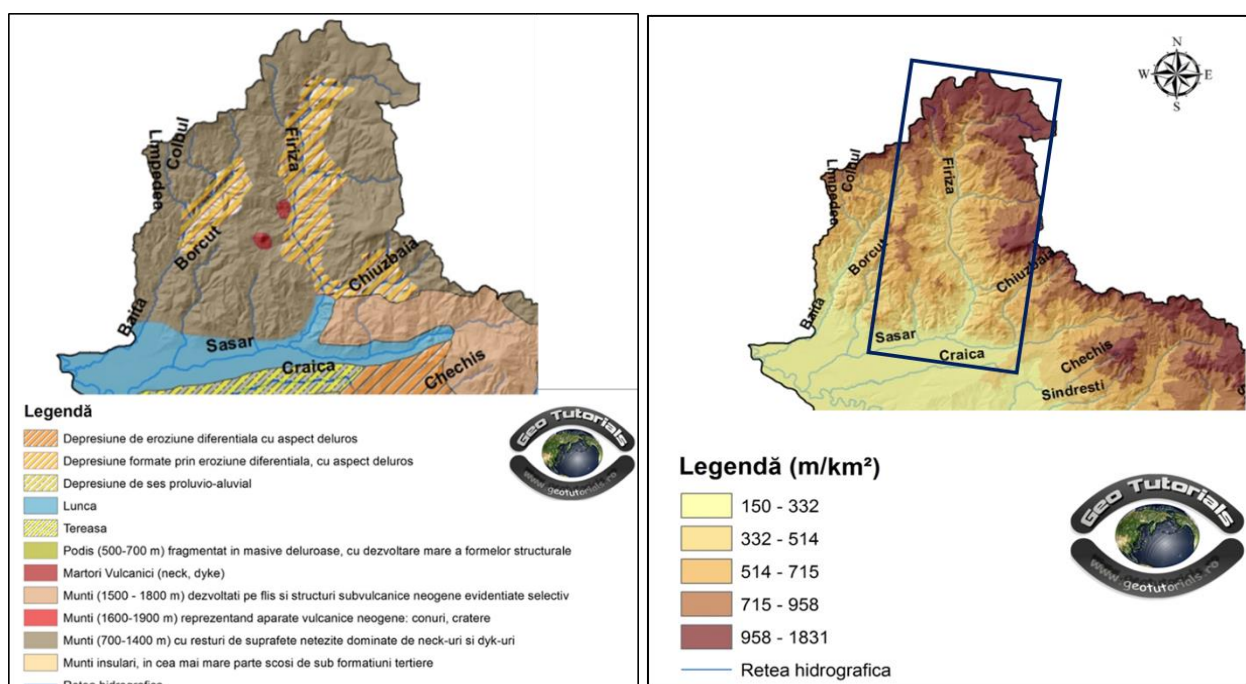 Limpedea
Colbul
Firiza
Borcut
Chiuzbaia
Baita
Sasar
Craica
Chechis
Legendă
Depresiune de eroziune diferentiala cu aspect deluros
Depresiune formate prin eroziune diferentiala, cu aspect deluros
Depresiune de ses proluvio-aluvial
Lunca
Tereasa
Podis (500-700 m) fragmentat in masive deluroase, cu dezvoltare mare a formelor structurale
Martori Vulcanici (neck, dyke)
Munti (1500 - 1800 m) dezvoltati pe flis si structuri subvulcanice neogene evidentiate selectiv
Munti (1600-1900 m) reprezentand aparate vulcanice neogene: conuri, cratere
Munti (700-1400 m) cu resturi de suprafete netezite dominate de neck-uri si dyk-uri
Munti insulari, in cea mai mare parte scosi de sub formatiuni tertiere
Retea hidrografica
Geo Tutorials
www.geotutorials.ro
N
W
E
S
Limpedea
Colbul
Firiza
Borcut
Chiuzbaia
Baita
Sasar
Craica
Chechis
Sindresti
Legendă (m/km²)
150 - 332
332 - 514
514 - 715
715 - 958
958 - 1831
Retea hidrografica
Geo Tutorials
www.geotutorials.ro